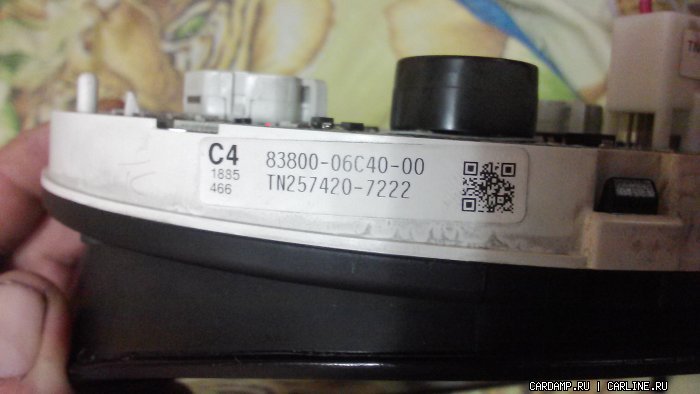 C4
1885
466
83800-06C40-00
TN257420-7222
CARDAMP.RU | CARLINE.RU